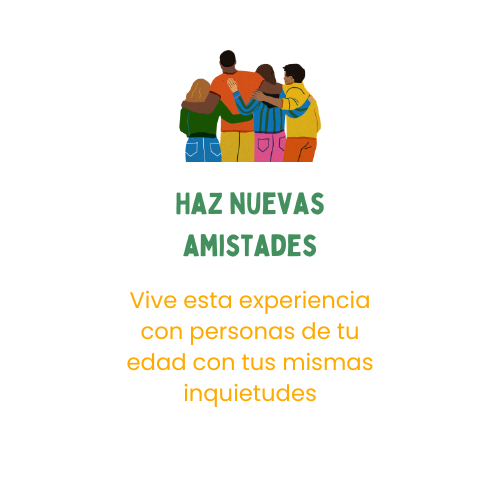 HAZ NUEVAS
AMISTADES
Vive esta experiencia
con personas de tu
edad con tus mismas
inquietudes